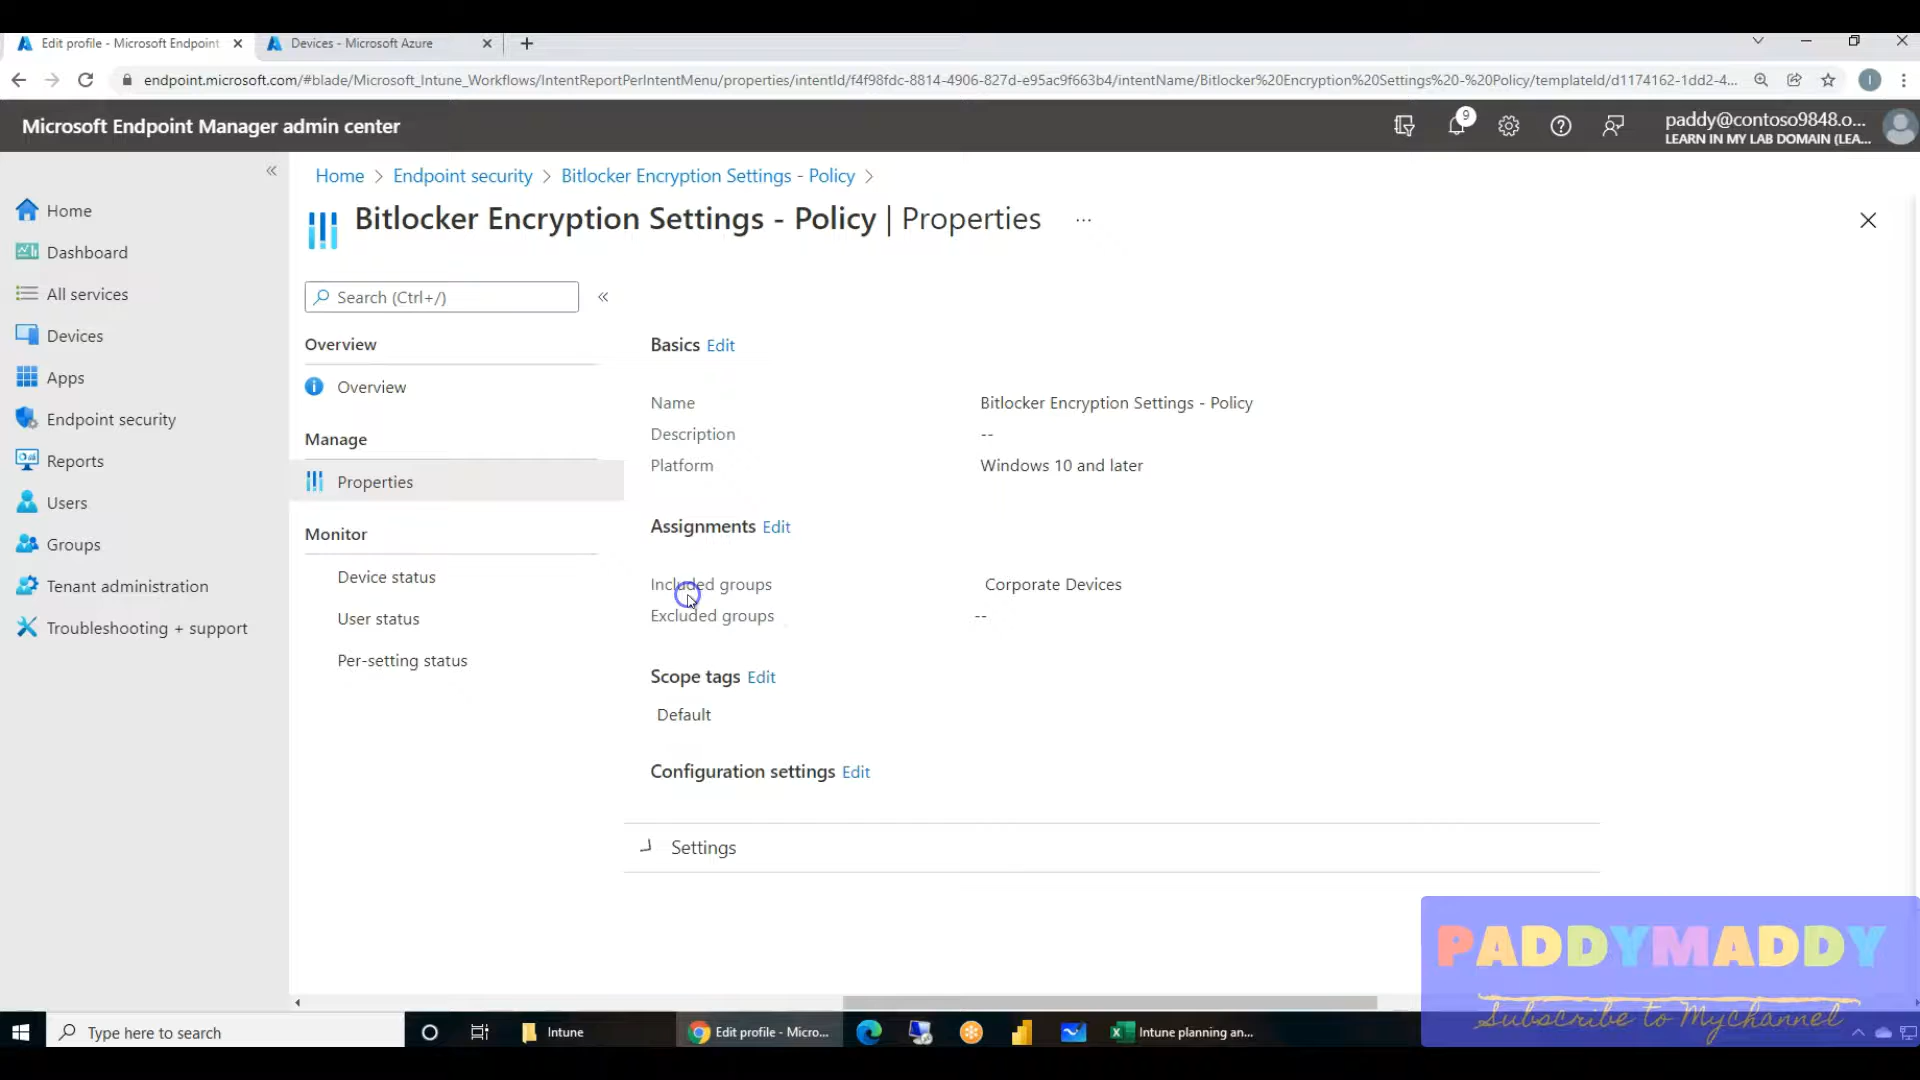 Edit profile - Microsoft Endpoint
Devices - Microsoft Azure
endpoint.microsoft.com/#blade/Microsoft_Intune_Workflows/IntentReportPerIntentMenu/properties/intentId/f4f98fdc-8814-4906-827d-e95ac9f663b4/intentName/Bitlocker%20Encryption%20Settings%20-%20Policy/templateId/d1174162-1dd2-4...
Microsoft Endpoint Manager admin center
9
paddy@contoso9848.o...
LEARN IN MY LAB DOMAIN (LEA...
Home > Endpoint security > Bitlocker Encryption Settings - Policy >
Bitlocker Encryption Settings - Policy | Properties ...
Home
Dashboard
All services
Devices
Apps
Endpoint security
Reports
Users
Groups
Tenant administration
Troubleshooting + support
Search (Ctrl+/)
Overview
Overview
Manage
Properties
Monitor
Device status
User status
Per-setting status
Basics Edit
Name Bitlocker Encryption Settings - Policy
Description --
Platform Windows 10 and later
Assignments Edit
Included groups Corporate Devices
Excluded groups --
Scope tags Edit
Default
Configuration settings Edit
Settings
PADDYMADDY
Subscribe to Mychannel
Type here to search
Intune
Edit profile - Micro...
Intune planning an...